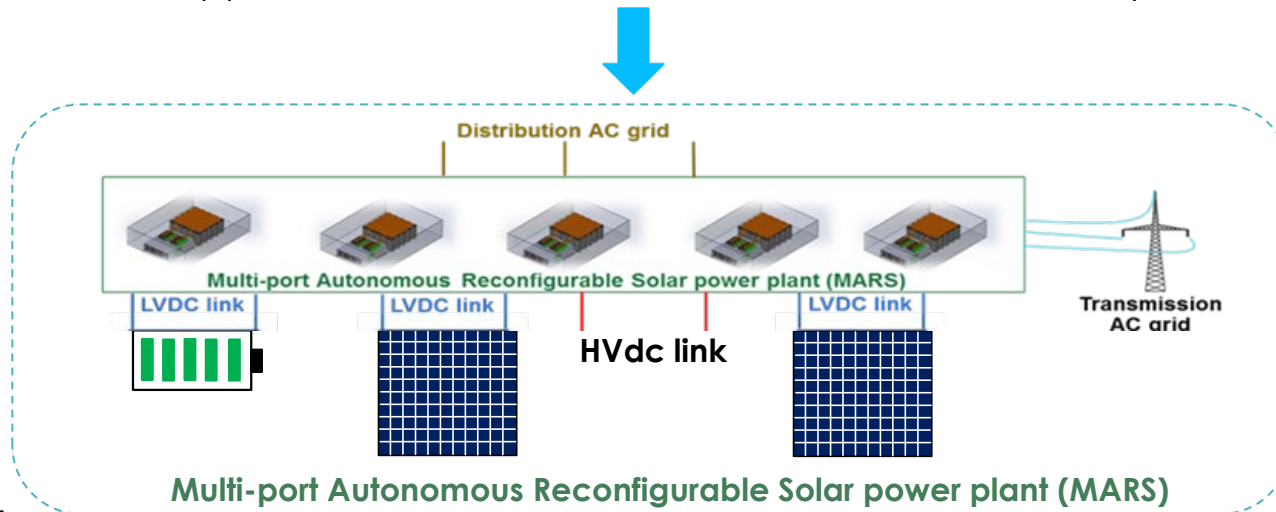 Distribution AC grid
Multi-port Autonomous Reconfigurable Solar power plant (MARS)
LVDC link
LVDC link
HVdc link
LVDC link
Transmission
AC grid
Multi-port Autonomous Reconfigurable Solar power plant (MARS)